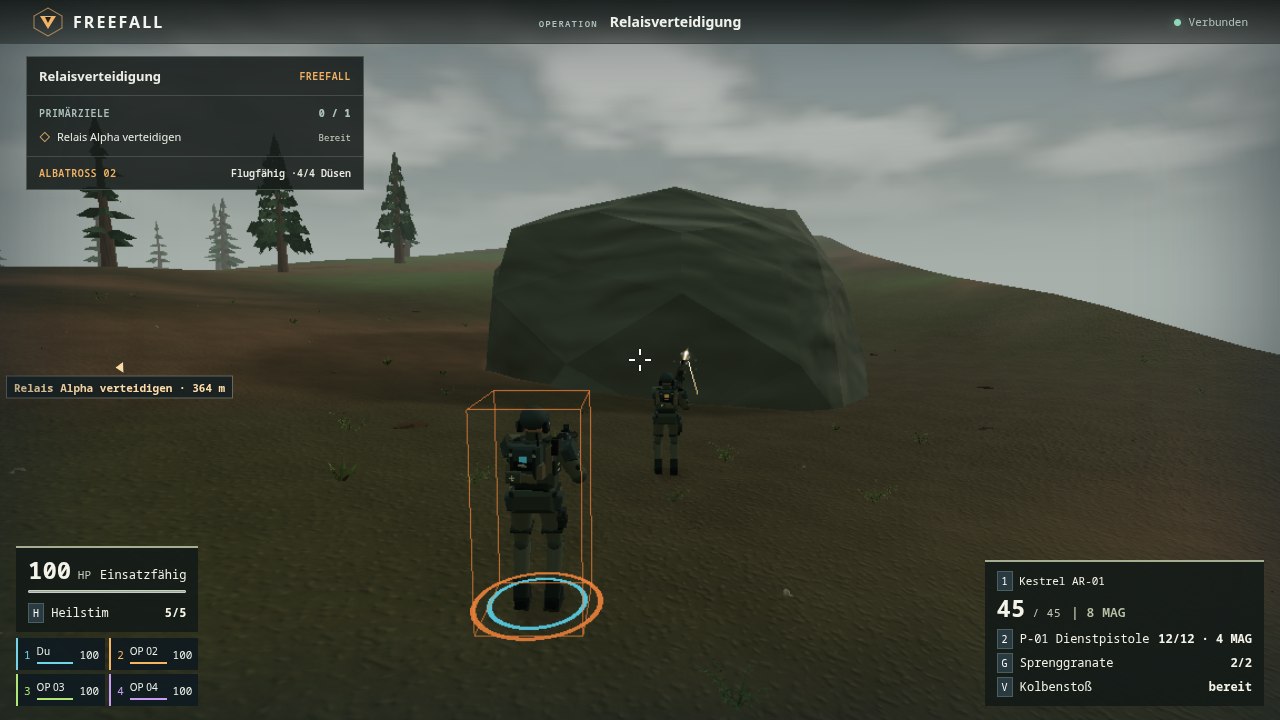 FREEFALL
OPERATION Relaisverteidigung
Verbunden
Relaisverteidigung FREEFALL
PRIMÄRZIELE 0 / 1
Relais Alpha verteidigen Bereit
ALBATROSS 02 Flugfähig ·4/4 Düsen
Relais Alpha verteidigen · 364 m
100 HP Einsatzfähig
H Heilstim 5/5
1 Du 100
2 OP 02 100
3 OP 03 100
4 OP 04 100
1 Kestrel AR-01
45 / 45 | 8 MAG
2 P-01 Dienstpistole 12/12 · 4 MAG
G Sprenggranate 2/2
V Kolbenstoß bereit